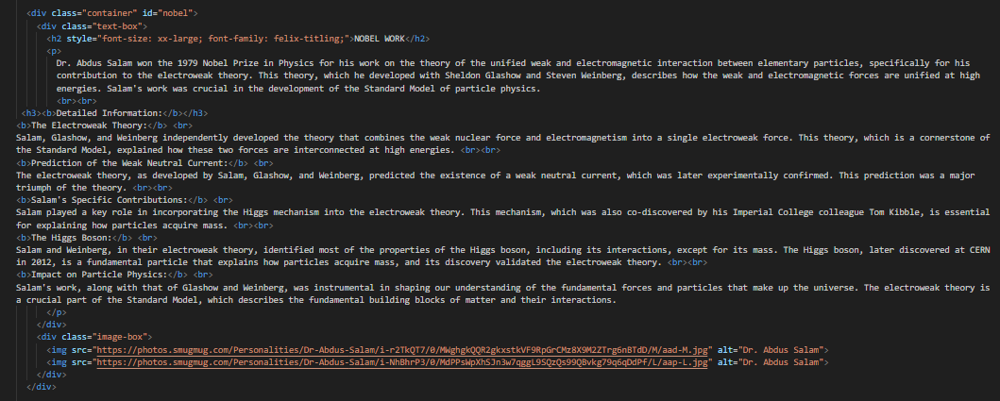 <div class="container" id="nobel">
<div class="text-box">
<h2 style="font-size: xx-large; font-family: felix-titling;">NOBEL WORK</h2>
<p>
Dr. Abdus Salam won the 1979 Nobel Prize in Physics for his work on the theory of the unified weak and electromagnetic interaction between elementary particles, specifically for his
contribution to the electroweak theory. This theory, which he developed with Sheldon Glashow and Steven Weinberg, describes how the weak and electromagnetic forces are unified at high
energies. Salam's work was crucial in the development of the Standard Model of particle physics.
<br><br>
<h3><b>Detailed Information:</b></h3>
<b>The Electroweak Theory:</b> <br>
Salam, Glashow, and Weinberg independently developed the theory that combines the weak nuclear force and electromagnetism into a single electroweak force. This theory, which is a cornerstone of
the Standard Model, explained how these two forces are interconnected at high energies. <br><br>
<b>Prediction of the Weak Neutral Current:</b> <br>
The electroweak theory, as developed by Salam, Glashow, and Weinberg, predicted the existence of a weak neutral current, which was later experimentally confirmed. This prediction was a major
triumph of the theory. <br><br>
<b>Salam's Specific Contributions:</b> <br>
Salam played a key role in incorporating the Higgs mechanism into the electroweak theory. This mechanism, which was also co-discovered by his Imperial College colleague Tom Kibble, is essential
for explaining how particles acquire mass. <br><br>
<b>The Higgs Boson:</b> <br>
Salam and Weinberg, in their electroweak theory, identified most of the properties of the Higgs boson, including its interactions, except for its mass. The Higgs boson, later discovered at CERN
in 2012, is a fundamental particle that explains how particles acquire mass, and its discovery validated the electroweak theory. <br><br>
<b>Impact on Particle Physics:</b> <br>
Salam's work, along with that of Glashow and Weinberg, was instrumental in shaping our understanding of the fundamental forces and particles that make up the universe. The electroweak theory is
a crucial part of the Standard Model, which describes the fundamental building blocks of matter and their interactions.
</p>
</div>
<div class="image-box">
<img src="https://photos.smugmug.com/Personalities/Dr-Abdus-Salam/i-r2TkQT7/0/MWghgkQQR2gkxstkVF9RpGrCMz8X9M2ZTrg6nBTdD/M/aad-M.jpg" alt="Dr. Abdus Salam">
<img src="https://photos.smugmug.com/Personalities/Dr-Abdus-Salam/i-NhBhrP3/0/MdPPsWpXhSJn3w7qggL9SQzQs99QBvkg79q6qDdPf/L/aap-L.jpg" alt="Dr. Abdus Salam">
</div>
</div>